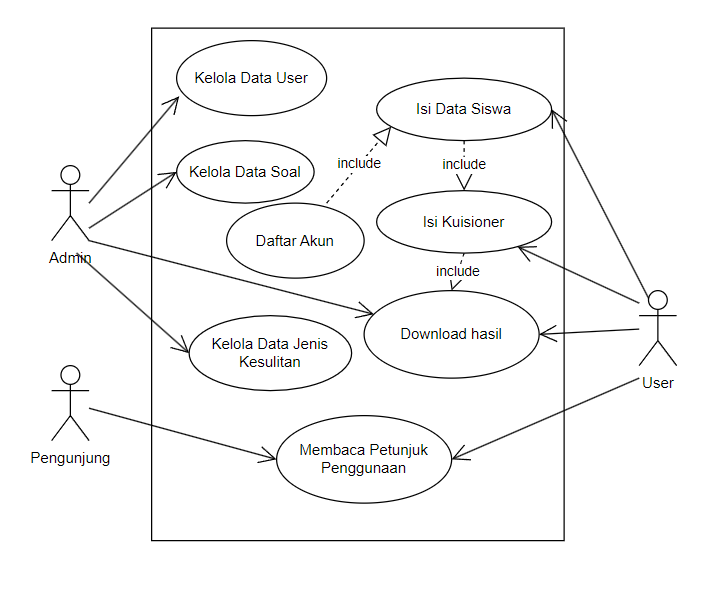 Kelola Data User
Isi Data Siswa
include
include
Kelola Data Soal
Isi Kuisioner
Daftar Akun
Admin
include
Download hasil
Kelola Data Jenis
Kesulitan
User
Pengunjung
Membaca Petunjuk
Penggunaan